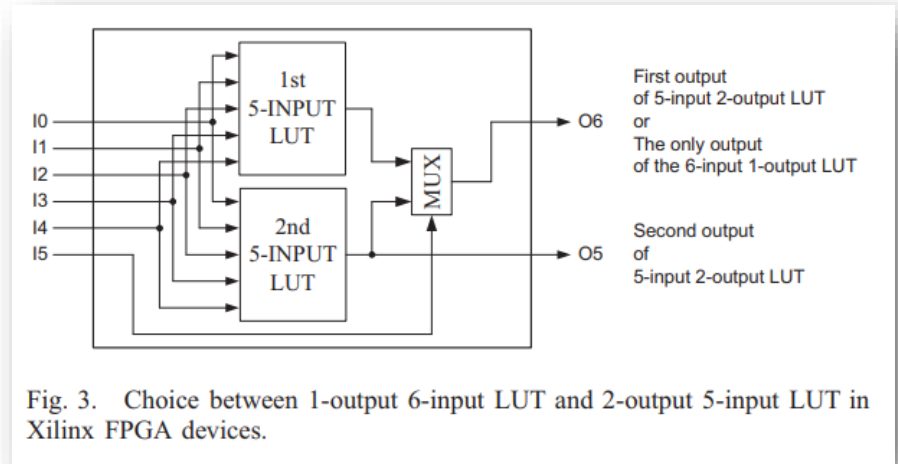 I0
I1
I2
I3
I4
I5
1st
5-INPUT
LUT
2nd
5-INPUT
LUT
MUX
O6
O5
First output
of 5-input 2-output LUT
or
The only output
of the 6-input 1-output LUT
Second output
of
5-input 2-output LUT
Fig. 3. Choice between 1-output 6-input LUT and 2-output 5-input LUT in
Xilinx FPGA devices.